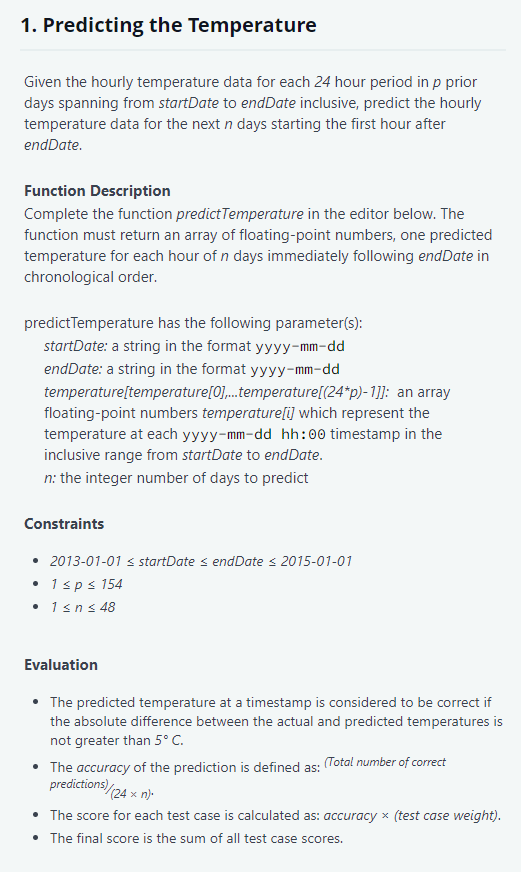 1. Predicting the Temperature
Given the hourly temperature data for each 24 hour period in p prior
days spanning from startDate to endDate inclusive, predict the hourly
temperature data for the next n days starting the first hour after
endDate.
Function Description
Complete the function predictTemperature in the editor below. The
function must return an array of floating-point numbers, one predicted
temperature for each hour of n days immediately following endDate in
chronological order.
predictTemperature has the following parameter(s):
startDate: a string in the format yyyy-mm-dd
endDate: a string in the format yyyy-mm-dd
temperature[temperature[0],...temperature[(24*p)-1]]: an array
floating-point numbers temperature[i] which represent the
temperature at each yyyy-mm-dd hh:00 timestamp in the
inclusive range from startDate to endDate.
n: the integer number of days to predict
Constraints
• 2013-01-01 ≤ startDate ≤ endDate ≤ 2015-01-01
• 1 ≤ p ≤ 154
• 1 ≤ n ≤ 48
Evaluation
• The predicted temperature at a timestamp is considered to be correct if
the absolute difference between the actual and predicted temperatures is
not greater than 5° C.
• The accuracy of the prediction is defined as: (Total number of correct
predictions)/(24 × n).
• The score for each test case is calculated as: accuracy × (test case weight).
• The final score is the sum of all test case scores.